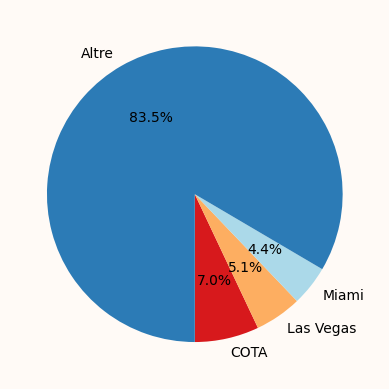 Altre
83.5%
4.4%
5.1%
7.0%
Miami
Las Vegas
COTA